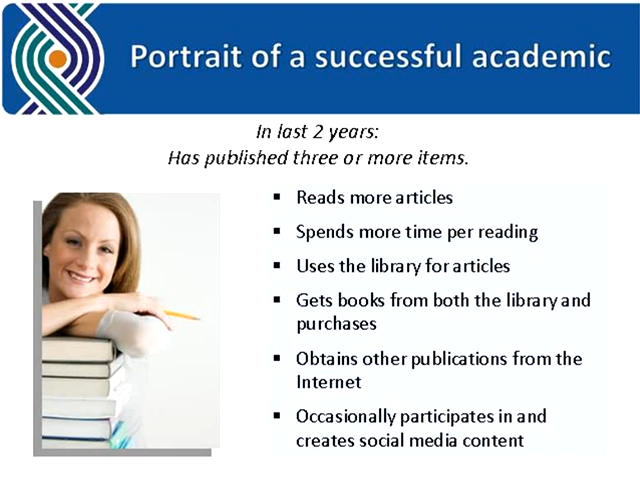 Portrait of a successful academic
In last 2 years:
Has published three or more items.
▪ Reads more articles
▪ Spends more time per reading
▪ Uses the library for articles
▪ Gets books from both the library and
purchases
▪ Obtains other publications from the
Internet
▪ Occasionally participates in and
creates social media content